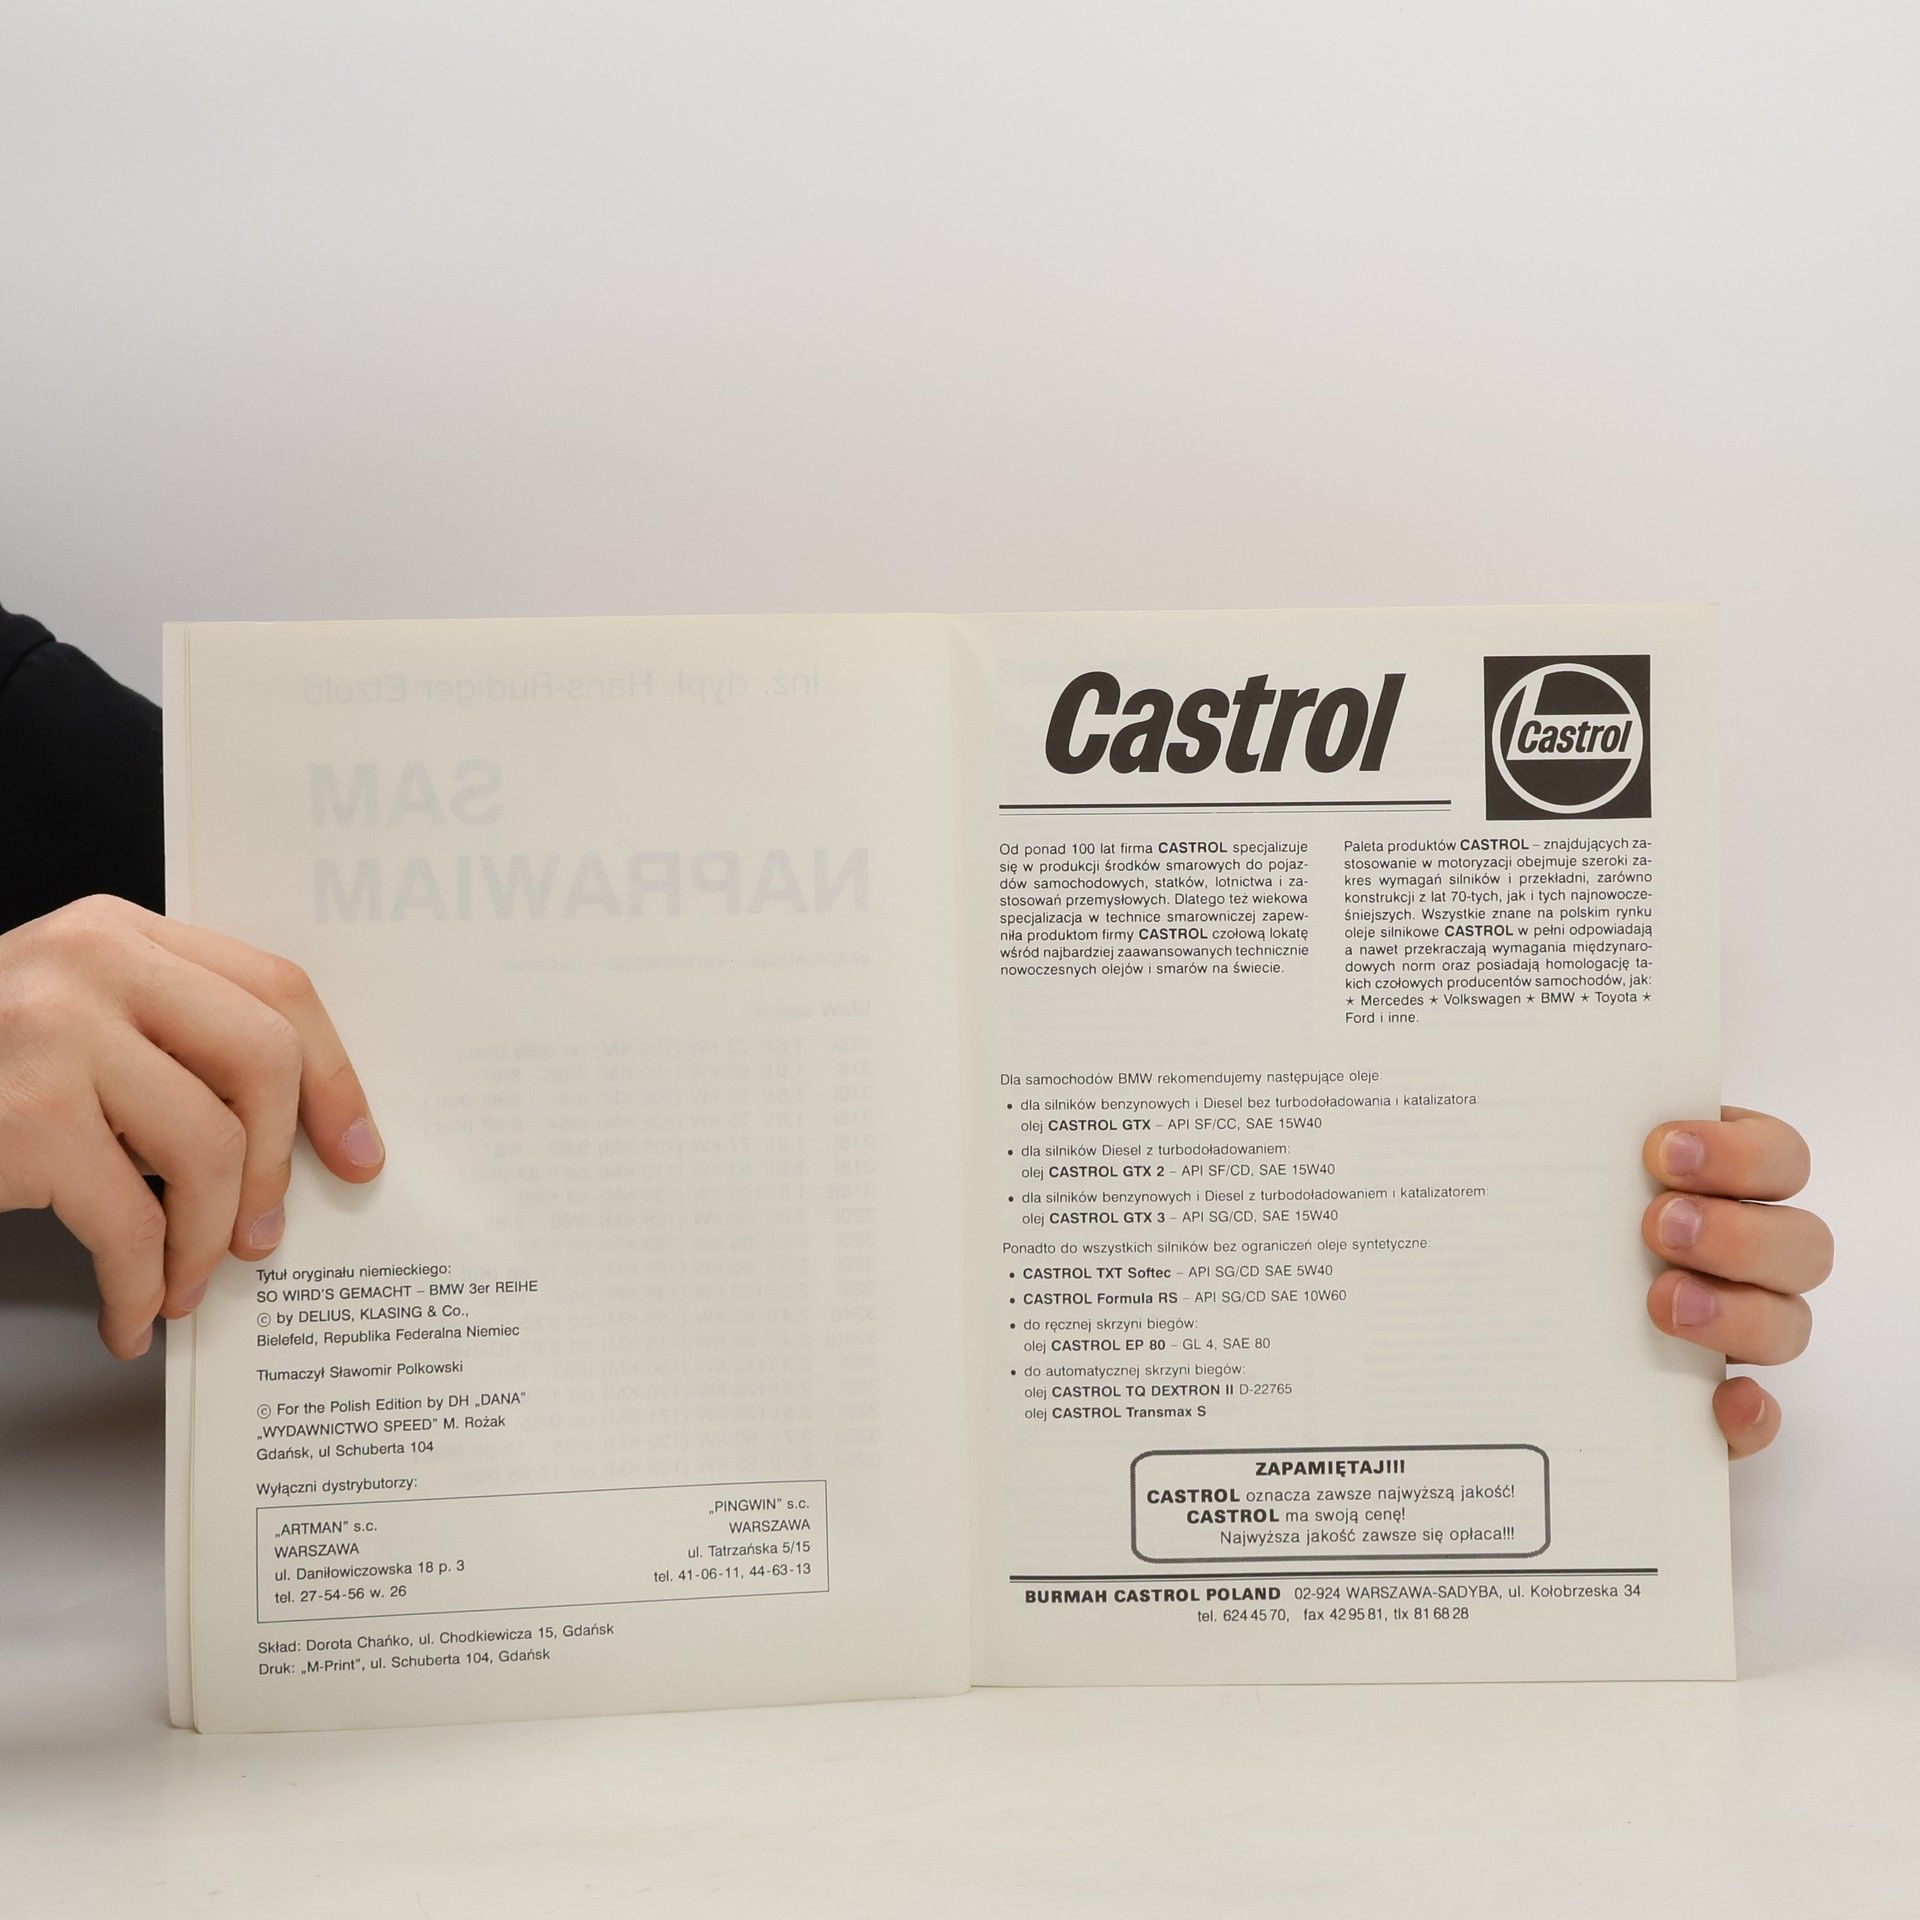 Tytuł oryginału niemieckiego:
SO WIRD'S GEMACHT – BMW 3er REIHE
© by DELIUS, KLASING & Co.,
Bielefeld, Republika Federalna Niemiec
Tłumaczył Sławomir Polkowski
© For the Polish Edition by DH „DANA”
„WYDAWNICTWO SPEED” M. Rożak
Gdańsk, ul Schuberta 104
Wyłączni dystrybutorzy:
„ARTMAN” s.c.
WARSZAWA
ul. Daniłowiczowska 18 p. 3
tel. 27-54-56 w. 26
„PINGWIN” s.c.
WARSZAWA
ul. Tatrzańska 5/15
tel. 41-06-11, 44-63-13
Skład: Dorota Chańko, ul. Chodkiewicza 15, Gdańsk
Druk: „M-Print”, ul. Schuberta 104, Gdańsk
Castrol
Castrol
Od ponad 100 lat firma CASTROL specjalizuje
się w produkcji środków smarowych do pojaz-
dów samochodowych, statków, lotnictwa i za-
stosowań przemysłowych. Dlatego też wiekowa
specjalizacja w technice smarowniczej zapew-
niła produktom firmy CASTROL czołową lokatę
wśród najbardziej zaawansowanych technicznie
nowoczesnych olejów i smarów na świecie.
Paleta produktów CASTROL – znajdujących za-
stosowanie w motoryzacji obejmuje szeroki za-
kres wymagań silników i przekładni, zarówno
konstrukcji z lat 70-tych, jak i tych najnowocze-
śniejszych. Wszystkie znane na polskim rynku
oleje silnikowe CASTROL w pełni odpowiadają
a nawet przekraczają wymagania międzynaro-
dowych norm oraz posiadają homologację ta-
kich czołowych producentów samochodów, jak:
★ Mercedes ★ Volkswagen ★ BMW ★ Toyota ★
Ford i inne.
Dla samochodów BMW rekomendujemy następujące oleje:
• dla silników benzynowych i Diesel bez turbodoładowania i katalizatora:
olej CASTROL GTX – API SF/CC, SAE 15W40
• dla silników Diesel z turbodoładowaniem:
olej CASTROL GTX 2 – API SF/CD, SAE 15W40
• dla silników benzynowych i Diesel z turbodoładowaniem i katalizatorem:
olej CASTROL GTX 3 – API SG/CD, SAE 15W40
Ponadto do wszystkich silników bez ograniczeń oleje syntetyczne:
• CASTROL TXT Softec – API SG/CD SAE 5W40
• CASTROL Formula RS – API SG/CD SAE 10W60
• do ręcznej skrzyni biegów:
olej CASTROL EP 80 – GL 4, SAE 80
• do automatycznej skrzyni biegów:
olej CASTROL TQ DEXTRON II D-22765
olej CASTROL Transmax S
ZAPAMIĘTAJ!!!
CASTROL oznacza zawsze najwyższą jakość!
CASTROL ma swoją cenę!
Najwyższa jakość zawsze się opłaca!!!
BURMAH CASTROL POLAND 02-924 WARSZAWA-SADYBA, ul. Kołobrzeska 34
tel. 624 45 70, fax 42 95 81, tlx 81 68 28